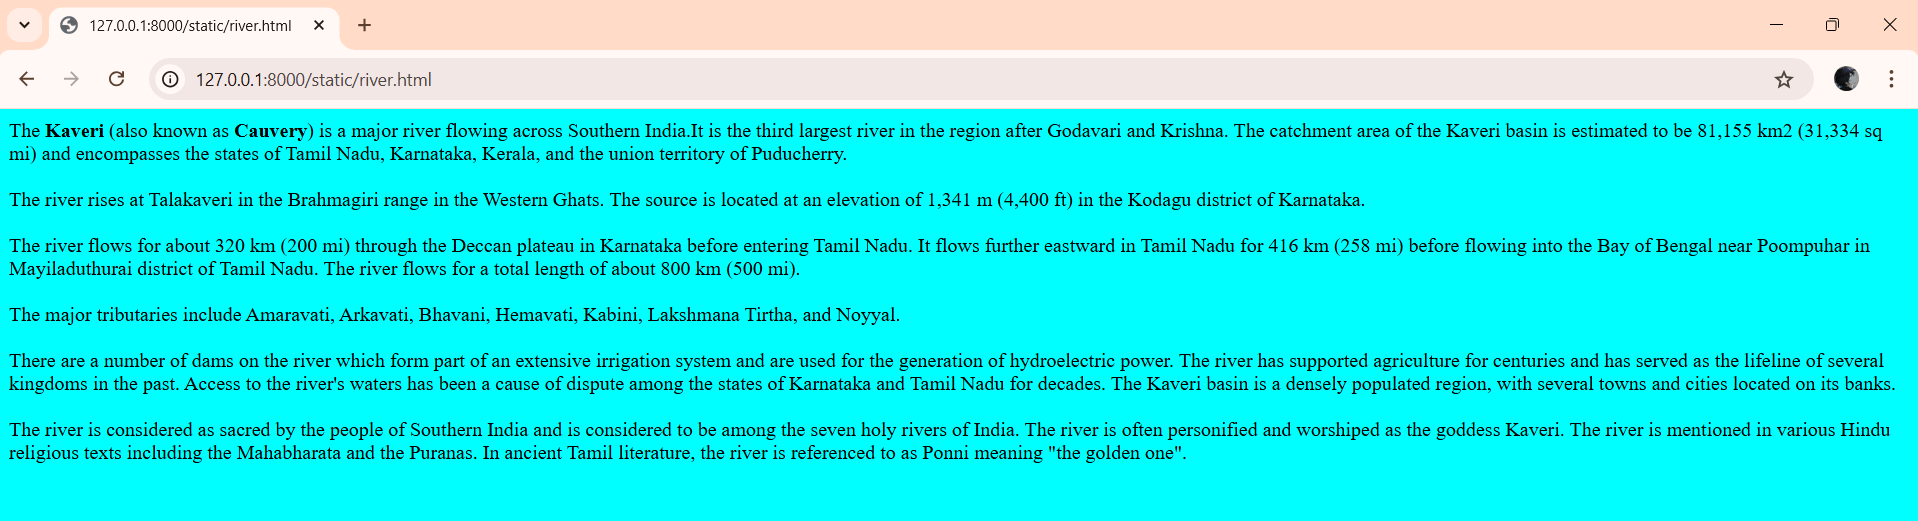 127.0.0.1:8000/static/river.html
127.0.0.1:8000/static/river.html
The Kaveri (also known as Cauvery) is a major river flowing across Southern India.It is the third largest river in the region after Godavari and Krishna. The catchment area of the Kaveri basin is estimated to be 81,155 km2 (31,334 sq
mi) and encompasses the states of Tamil Nadu, Karnataka, Kerala, and the union territory of Puducherry.
The river rises at Talakaveri in the Brahmagiri range in the Western Ghats. The source is located at an elevation of 1,341 m (4,400 ft) in the Kodagu district of Karnataka.
The river flows for about 320 km (200 mi) through the Deccan plateau in Karnataka before entering Tamil Nadu. It flows further eastward in Tamil Nadu for 416 km (258 mi) before flowing into the Bay of Bengal near Poompuhar in
Mayiladuthurai district of Tamil Nadu. The river flows for a total length of about 800 km (500 mi).
The major tributaries include Amaravati, Arkavati, Bhavani, Hemavati, Kabini, Lakshmana Tirtha, and Noyyal.
There are a number of dams on the river which form part of an extensive irrigation system and are used for the generation of hydroelectric power. The river has supported agriculture for centuries and has served as the lifeline of several
kingdoms in the past. Access to the river's waters has been a cause of dispute among the states of Karnataka and Tamil Nadu for decades. The Kaveri basin is a densely populated region, with several towns and cities located on its banks.
The river is considered as sacred by the people of Southern India and is considered to be among the seven holy rivers of India. The river is often personified and worshiped as the goddess Kaveri. The river is mentioned in various Hindu
religious texts including the Mahabharata and the Puranas. In ancient Tamil literature, the river is referenced to as Ponni meaning "the golden one".